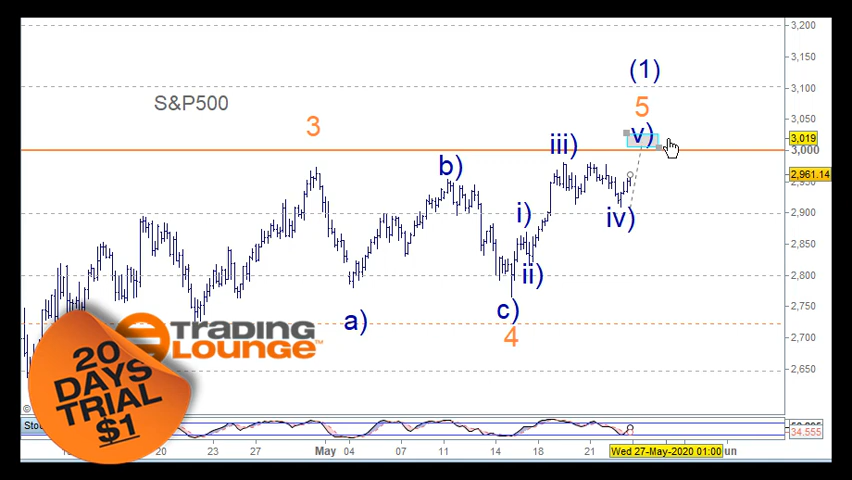 3,200
3,150
(1)
3,100
S&P500
5
3
v)
3,019
iii)
3,000
b)
2,961.14
2,950
i)
iv)
2,900
2,850
ii)
2,800
c)
2,750
a)
TRADING
LOUNGE
4
2,700
2,650
20
DAYS
TRIAL
$1
©
34.555
20
23
27
May
04
07
11
14
18
21
Wed 27-May-2020 01:00
un